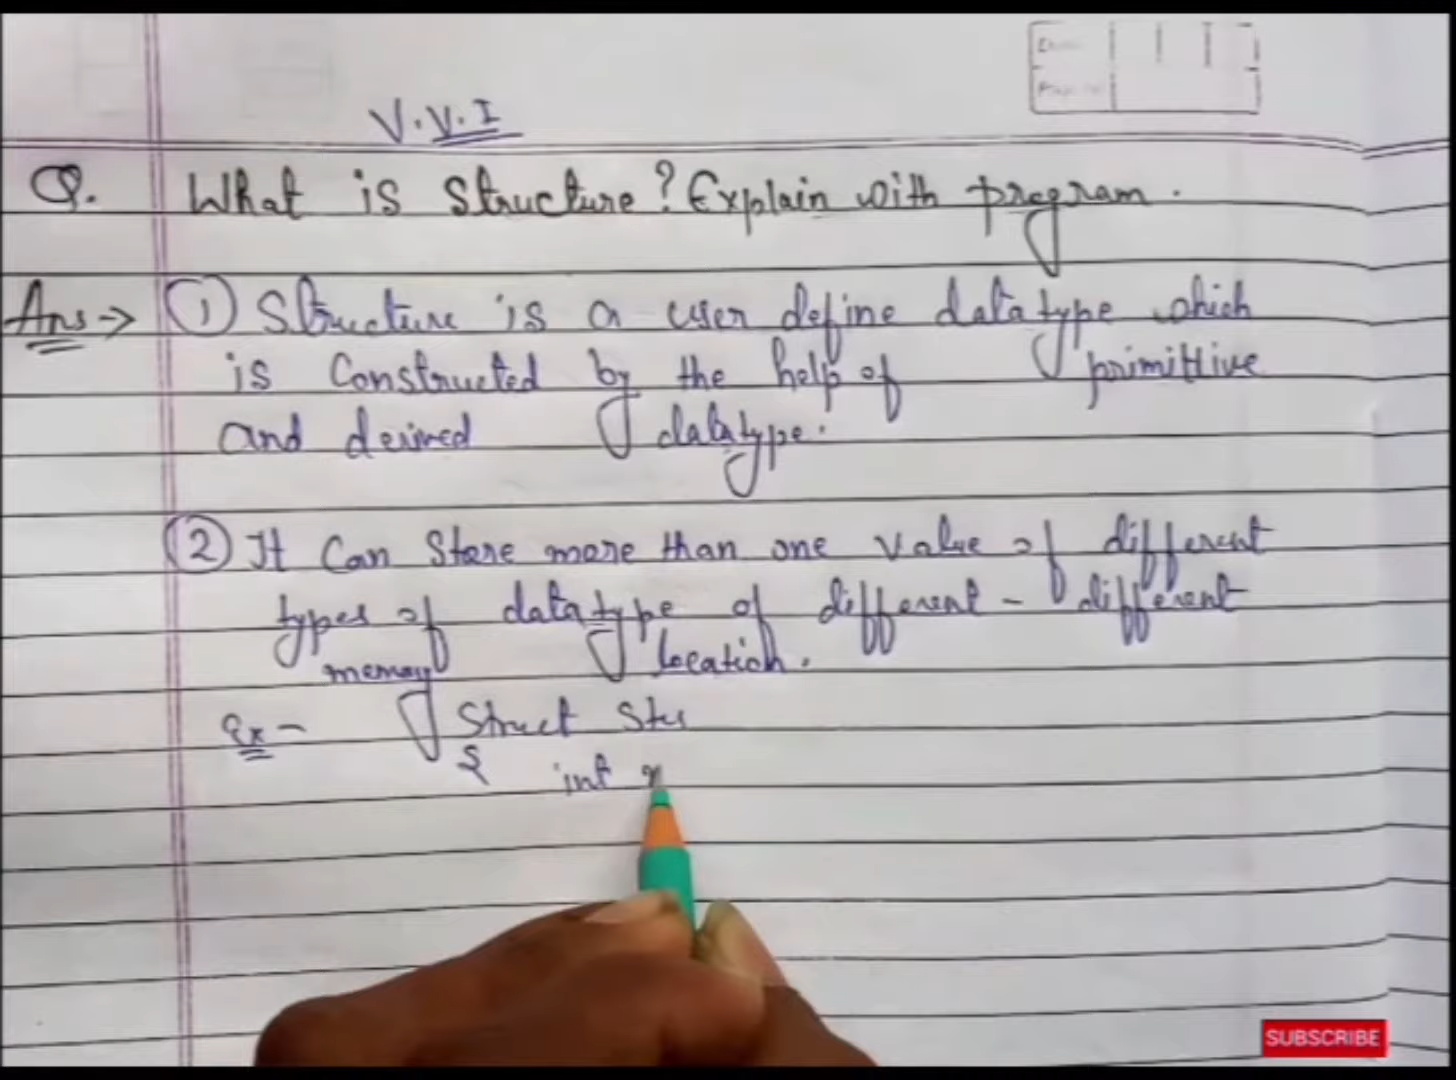 V.V.I
Q. What is Structure? Explain with program.
Ans → ① Structure is a user define datatype which
is Constructed by the help of primittive
and derived datatype.
② It Can Store more than one value of different
types of datatype of different - different
memory location.
Ex - Struct Stu
{ int
SUBSCRIBE